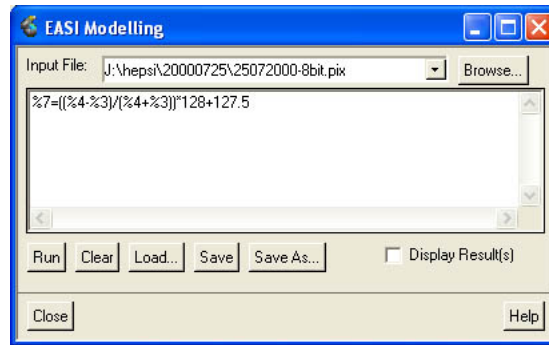 EASI Modelling
Input File: J:\hepsi\20000725\25072000-8bit.pix Browse...
%7=((%4-%3)/(%4+%3))*128+127.5
Run Clear Load... Save Save As... Display Result(s)
Close Help